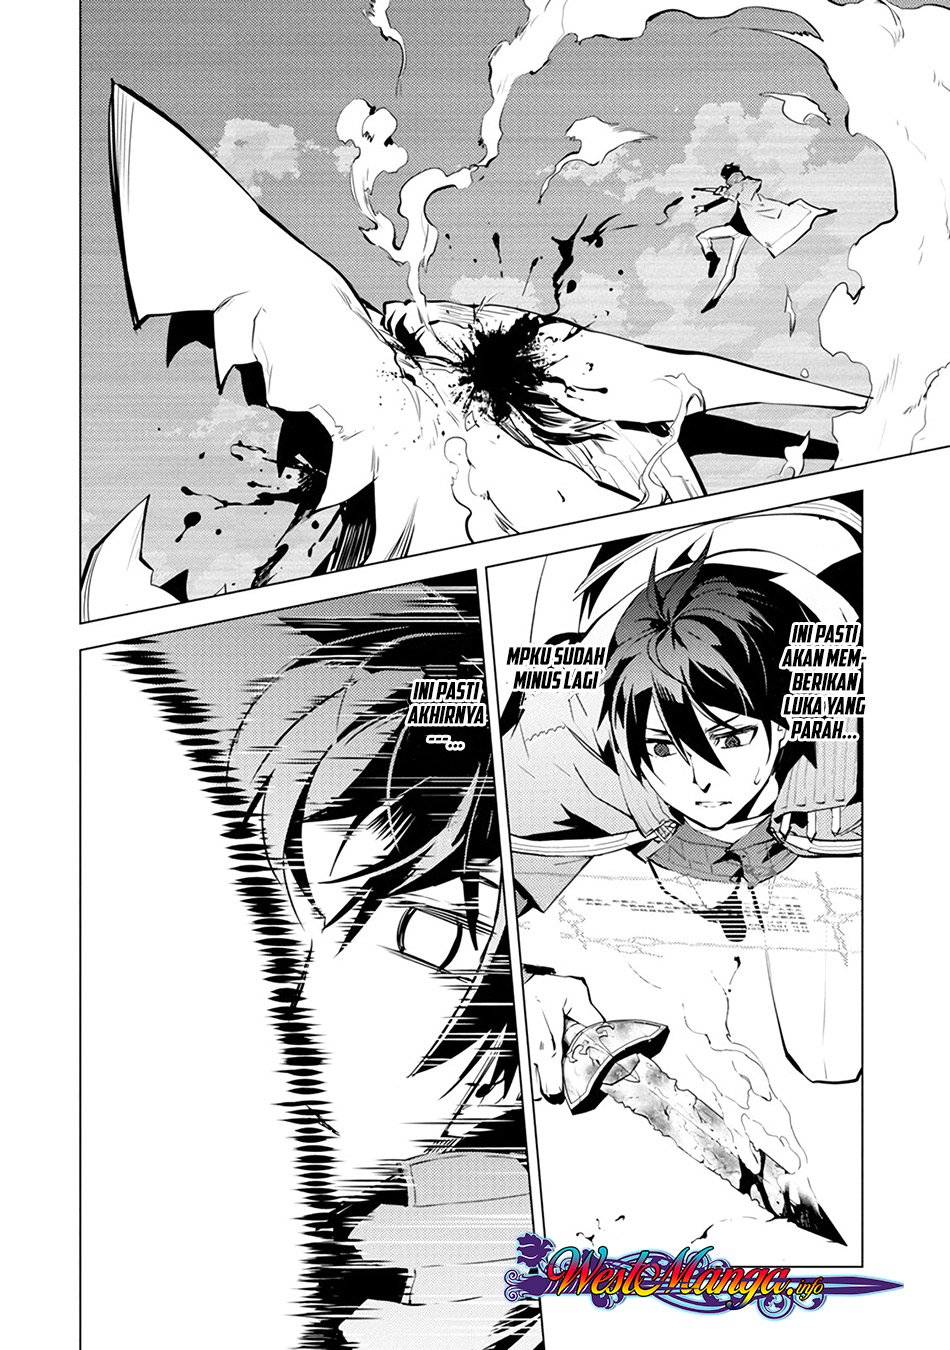 INI PASTI
AKAN MEM-
BERIKAN
LUKA YANG
PARAH...
MPKU SUDAH
MINUS LAGI
INI PASTI
AKHIRNYA
---...
WestManga.info